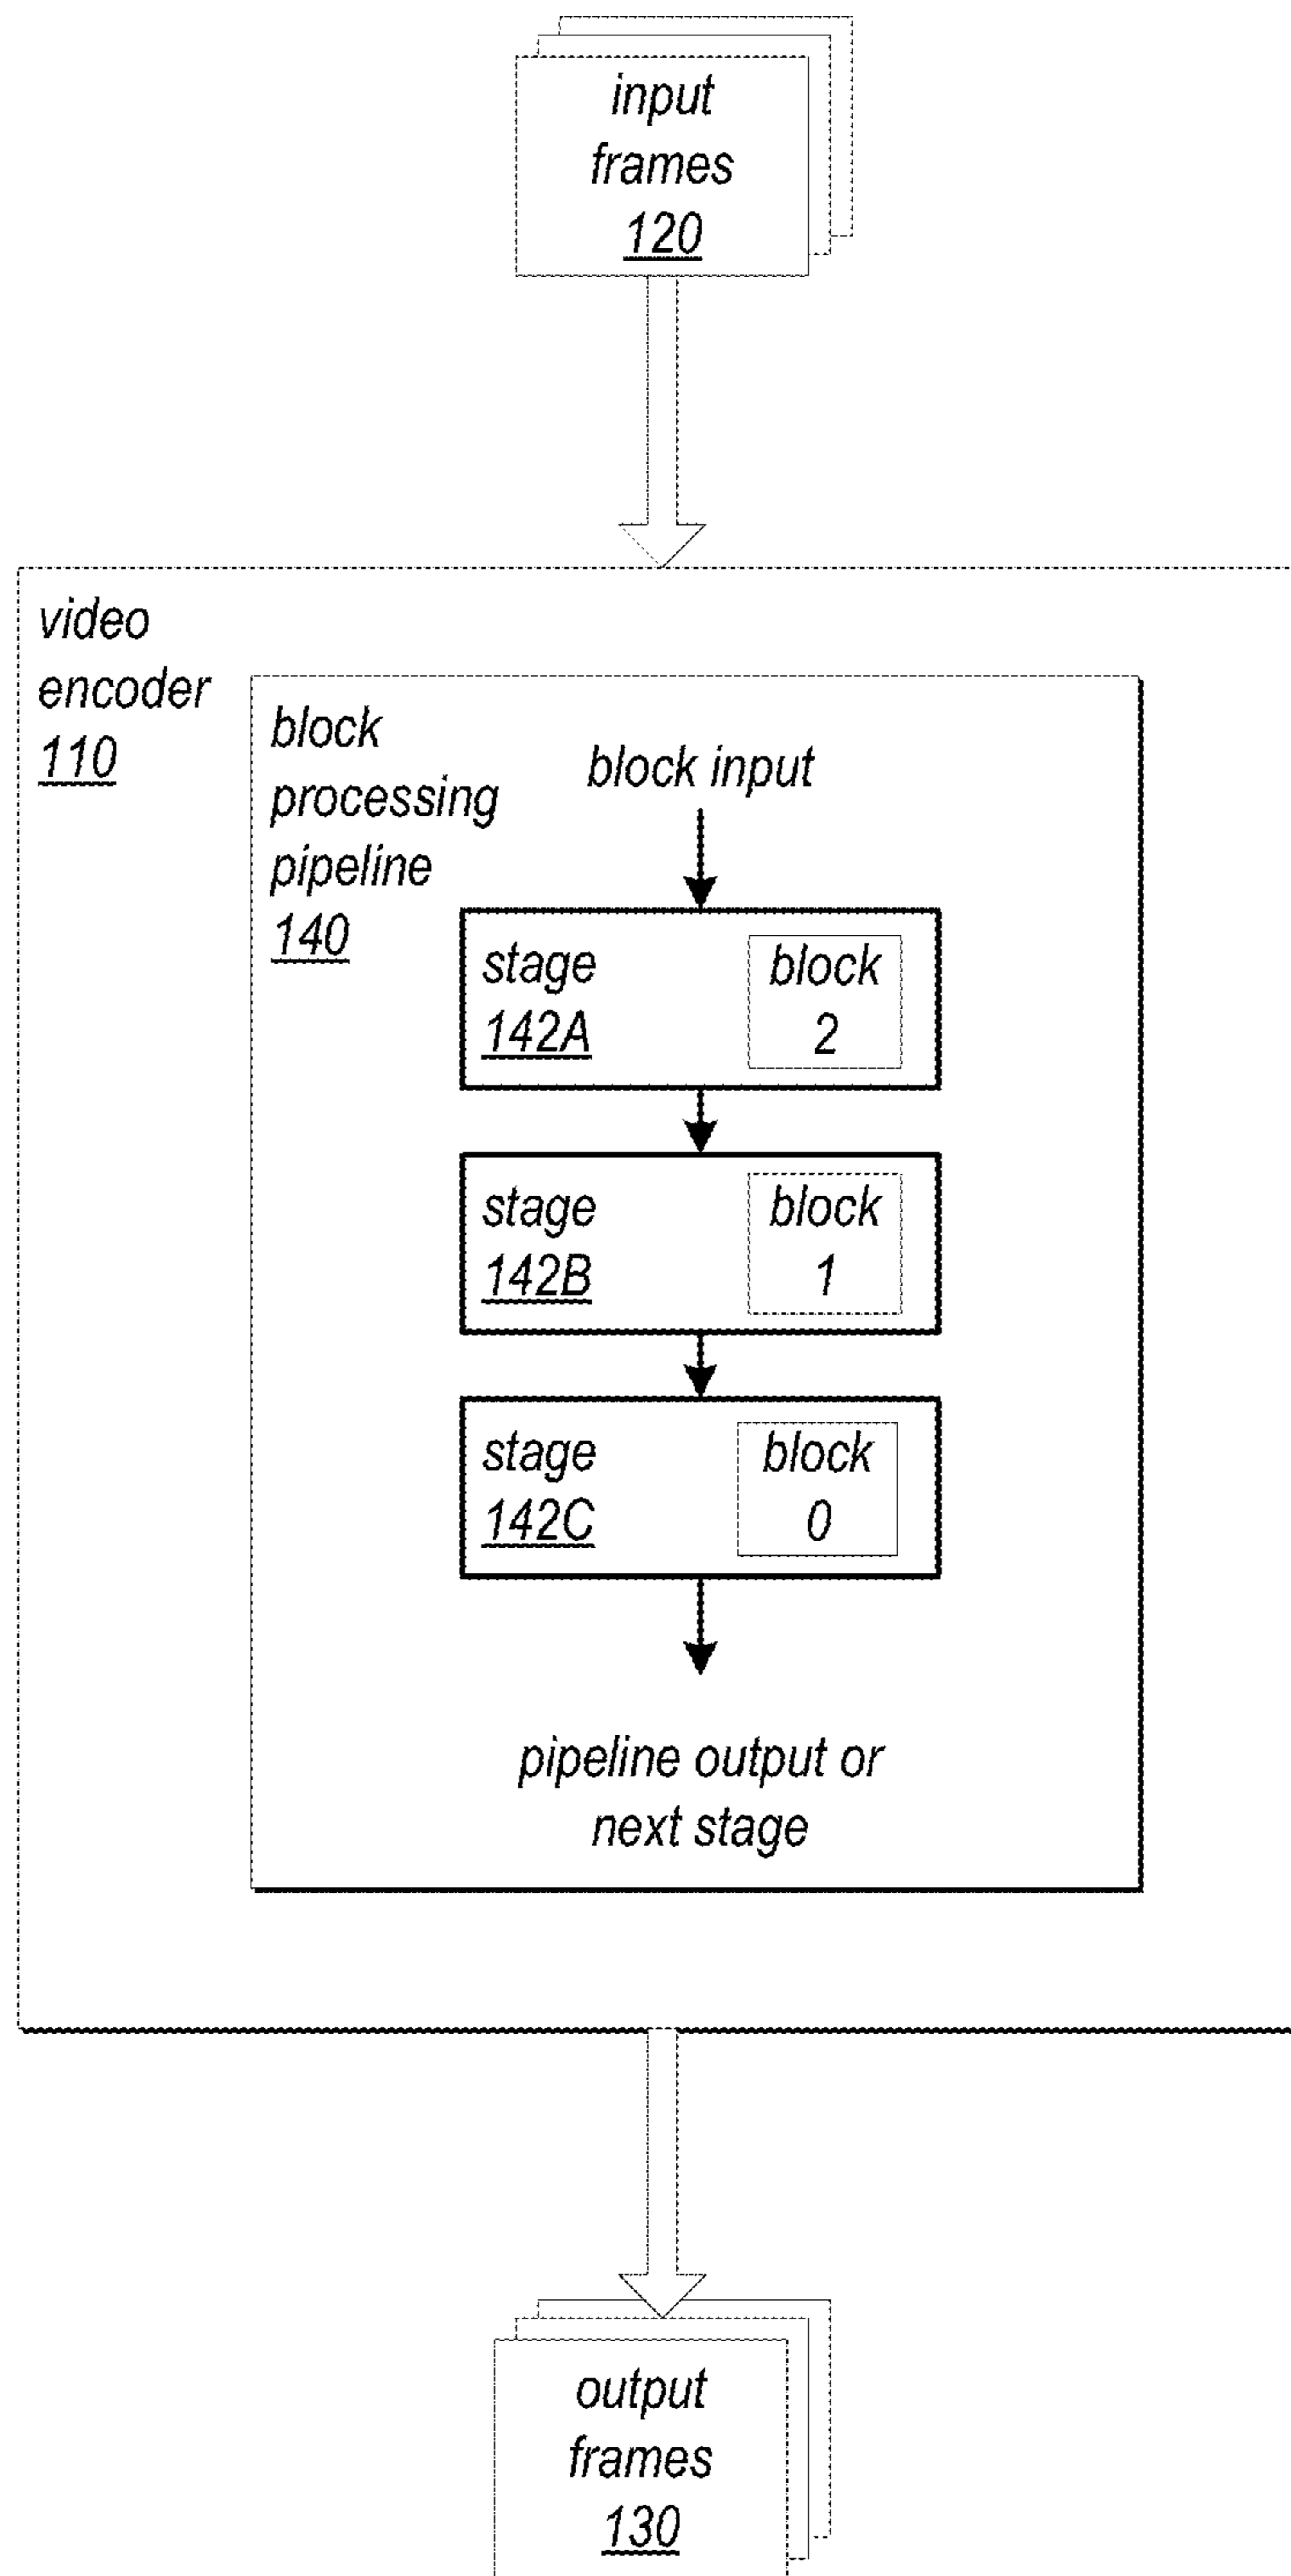 input
frames
120
video
encoder
110
block
processing
pipeline
140
block input
stage
142A
block
2
stage
142B
block
1
stage
142C
block
0
pipeline output or
next stage
output
frames
130